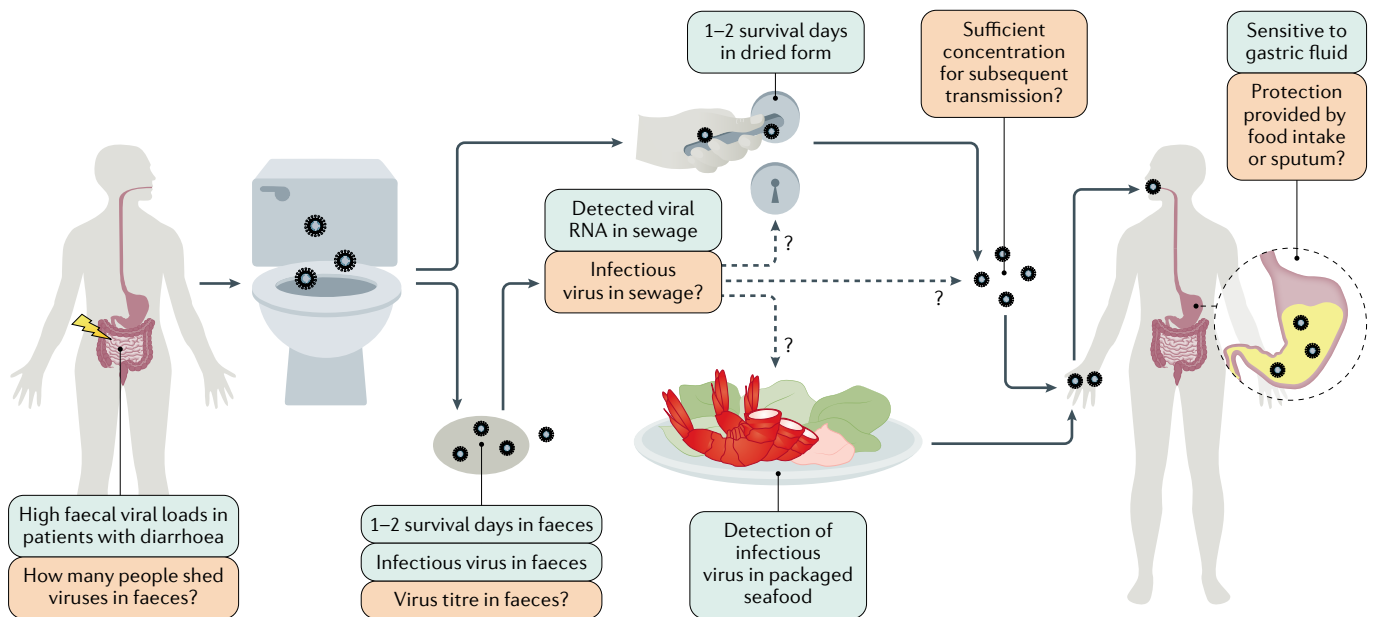 1–2 survival days
in dried form
Sufficient
concentration
for subsequent
transmission?
Sensitive to
gastric fluid
Protection
provided by
food intake
or sputum?
Detected viral
RNA in sewage
Infectious
virus in sewage?
?
?
?
High faecal viral loads in
patients with diarrhoea
How many people shed
viruses in faeces?
1–2 survival days in faeces
Infectious virus in faeces
Virus titre in faeces?
Detection of
infectious
virus in packaged
seafood